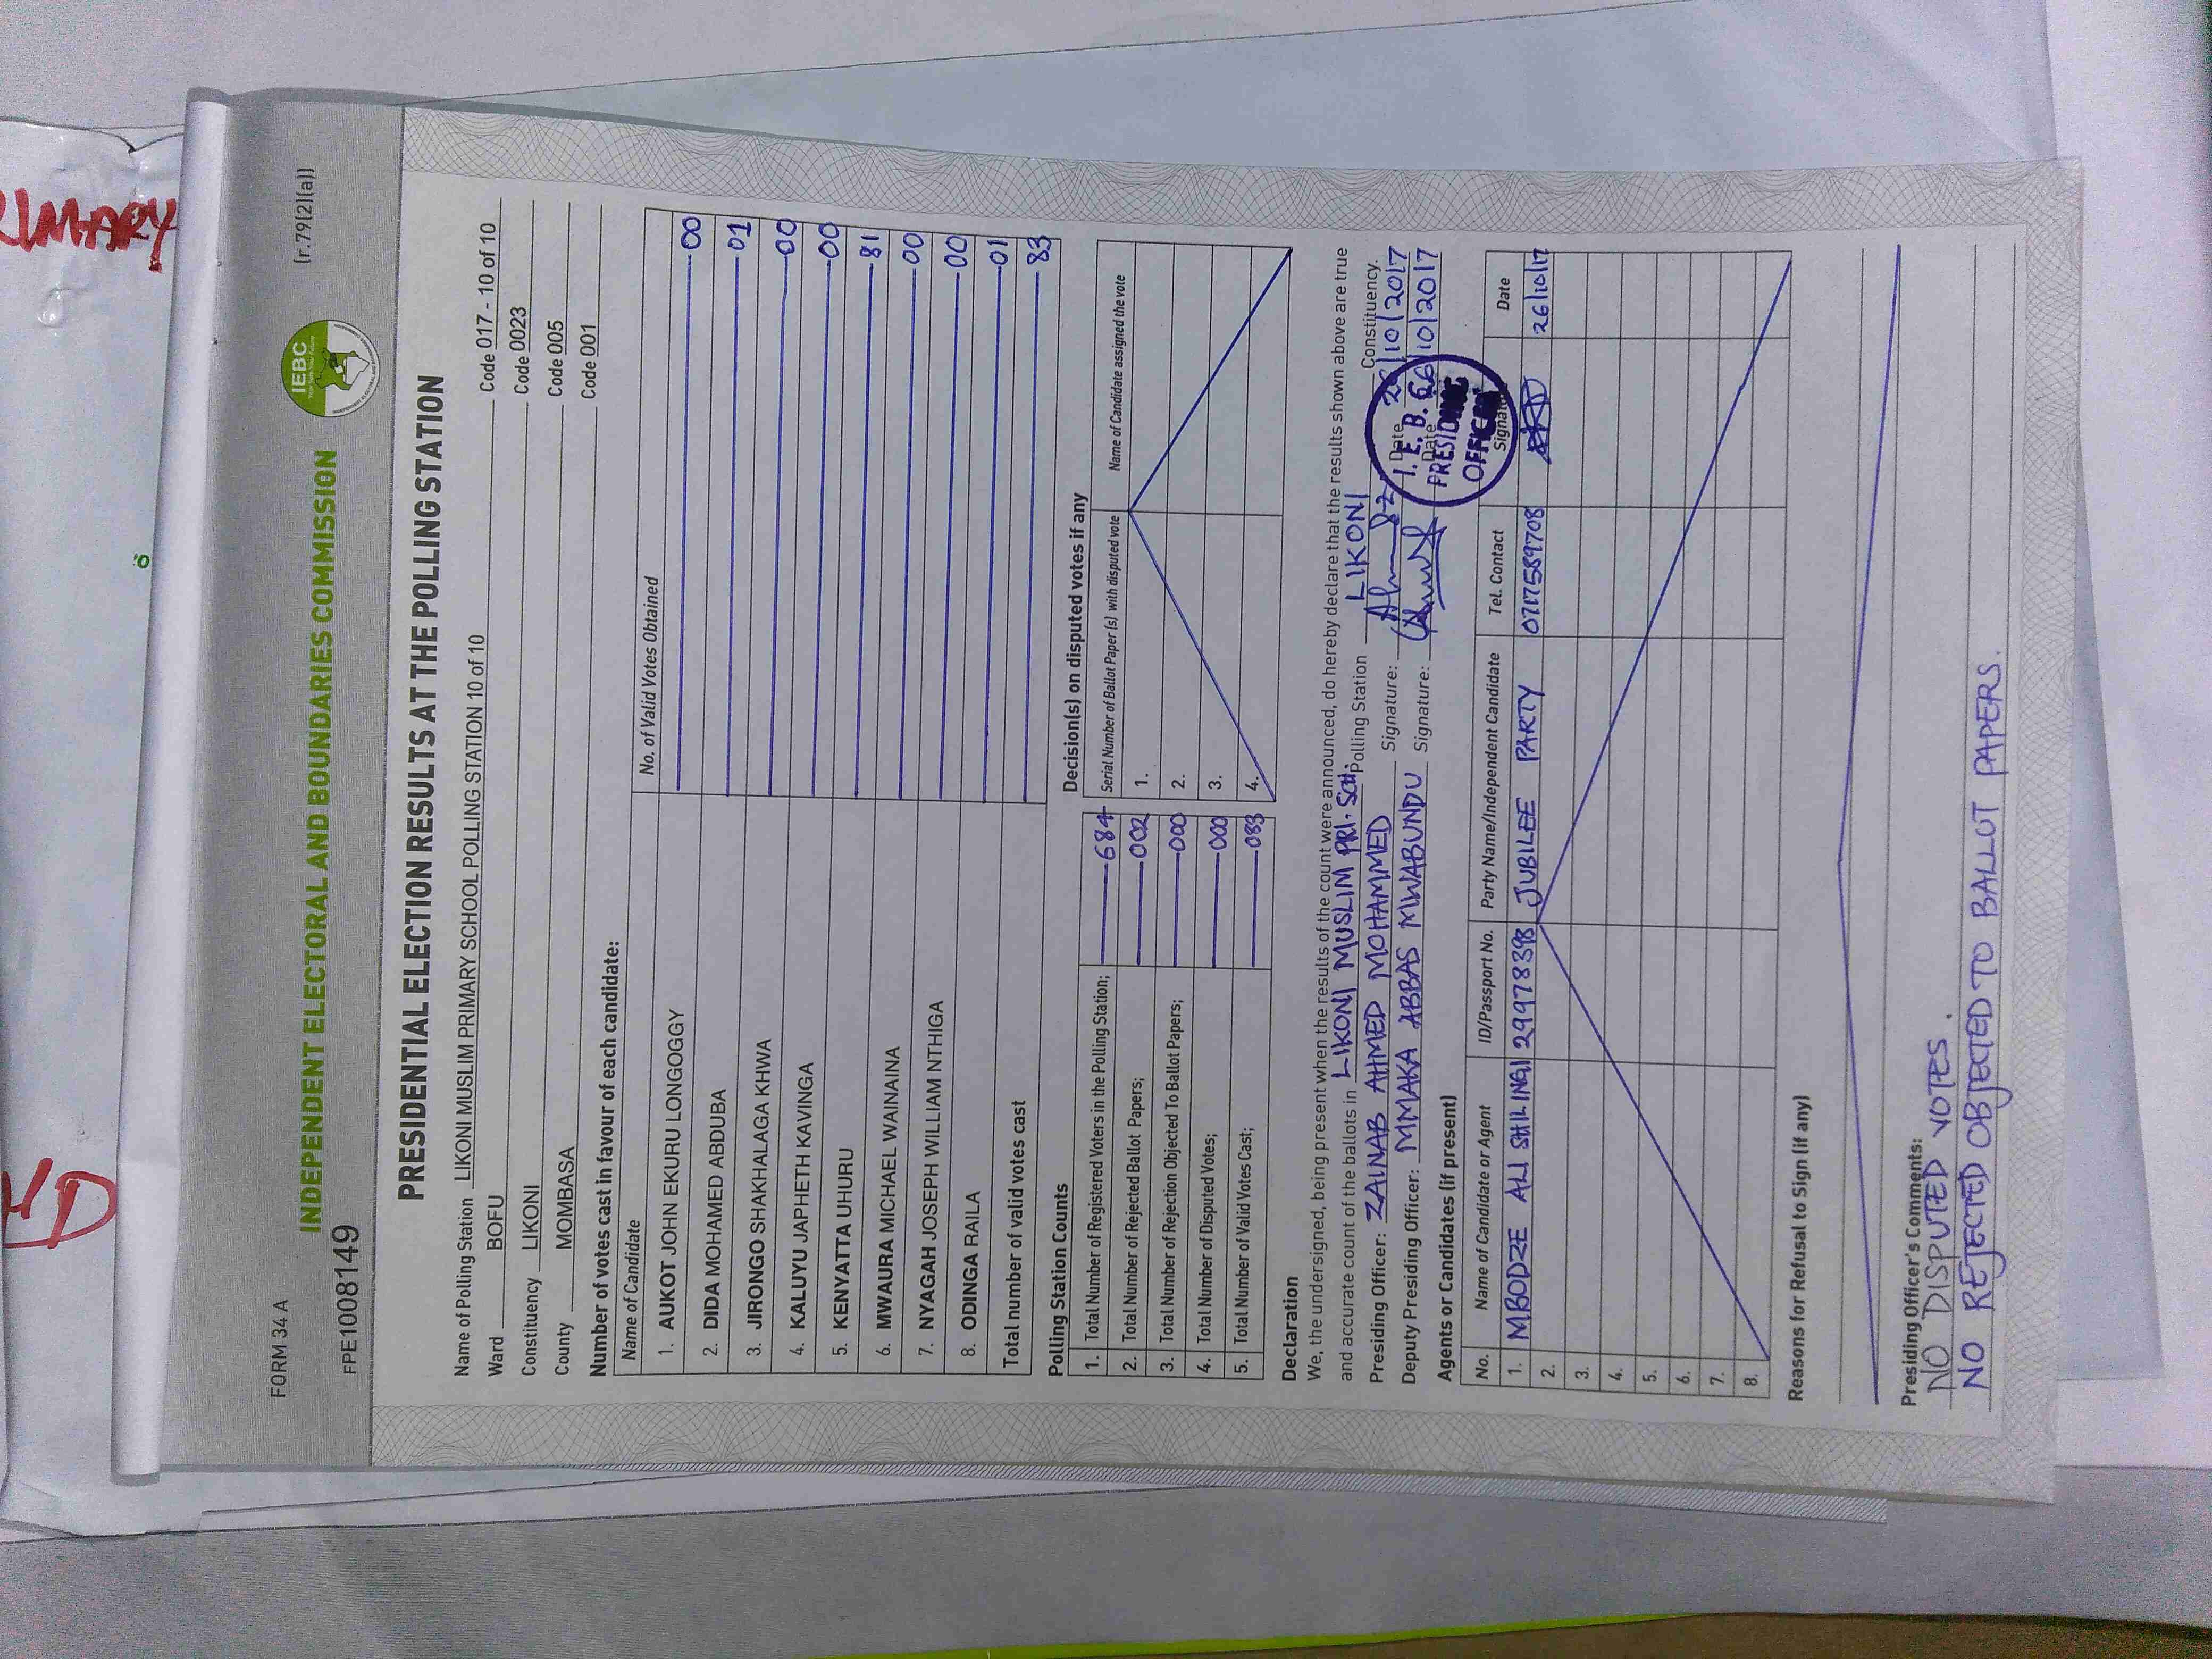 RIMARY
FORM 34 A
(r.79(2)(a))
IEBC
INDEPENDENT ELECTORAL AND BOUNDARIES COMMISSION
FPE1008149
PRESIDENTIAL ELECTION RESULTS AT THE POLLING STATION
Name of Polling Station LIKONI MUSLIM PRIMARY SCHOOL POLLING STATION 10 of 10 Code 017 - 10 of 10
Ward BOFU Code 0023
Constituency LIKONI Code 005
County MOMBASA Code 001
Number of votes cast in favour of each candidate:
Name of Candidate No. of Valid Votes Obtained
1. AUKOT JOHN EKURU LONGOGGY 00
2. DIDA MOHAMED ABDUBA 01
3. JIRONGO SHAKHALAGA KHWA 00
4. KALUYU JAPHETH KAVINGA 00
5. KENYATTA UHURU 81
6. MWAURA MICHAEL WAINAINA 00
7. NYAGAH JOSEPH WILLIAM NTHIGA 00
8. ODINGA RAILA 01
Total number of valid votes cast 83
Polling Station Counts
1. Total Number of Registered Voters in the Polling Station; 684
2. Total Number of Rejected Ballot Papers; 002
3. Total Number of Rejection Objected To Ballot Papers; 000
4. Total Number of Disputed Votes; 000
5. Total Number of Valid Votes Cast; 083
Decision(s) on disputed votes if any
Serial Number of Ballot Paper (s) with disputed vote Name of Candidate assigned the vote
1.
2.
3.
4.
Declaration
We, the undersigned, being present when the results of the count were announced, do hereby declare that the results shown above are true
and accurate count of the ballots in LIKONI MUSLIM PRI. SCH. Polling Station LIKONI Constituency.
Presiding Officer: ZAINAB AHMED MOHAMMED Signature: Date 26/10/2017
Deputy Presiding Officer: MMAKA ABBAS MWABUNDU Signature: Date 26/10/2017
I. E. B. C.
PRESIDING
OFFICER
Agents or Candidates (if present)
No. Name of Candidate or Agent ID/Passport No. Party Name/Independent Candidate Tel. Contact Signature Date
1. MBODZE ALI SHILINGI 29978398 JUBILEE PARTY 0717589708 26/10/17
2.
3.
4.
5.
6.
7.
8.
Reasons for Refusal to Sign (if any)
Presiding Officer's Comments:
NO DISPUTED VOTES.
NO REJECTED OBJECTED TO BALLOT PAPERS.